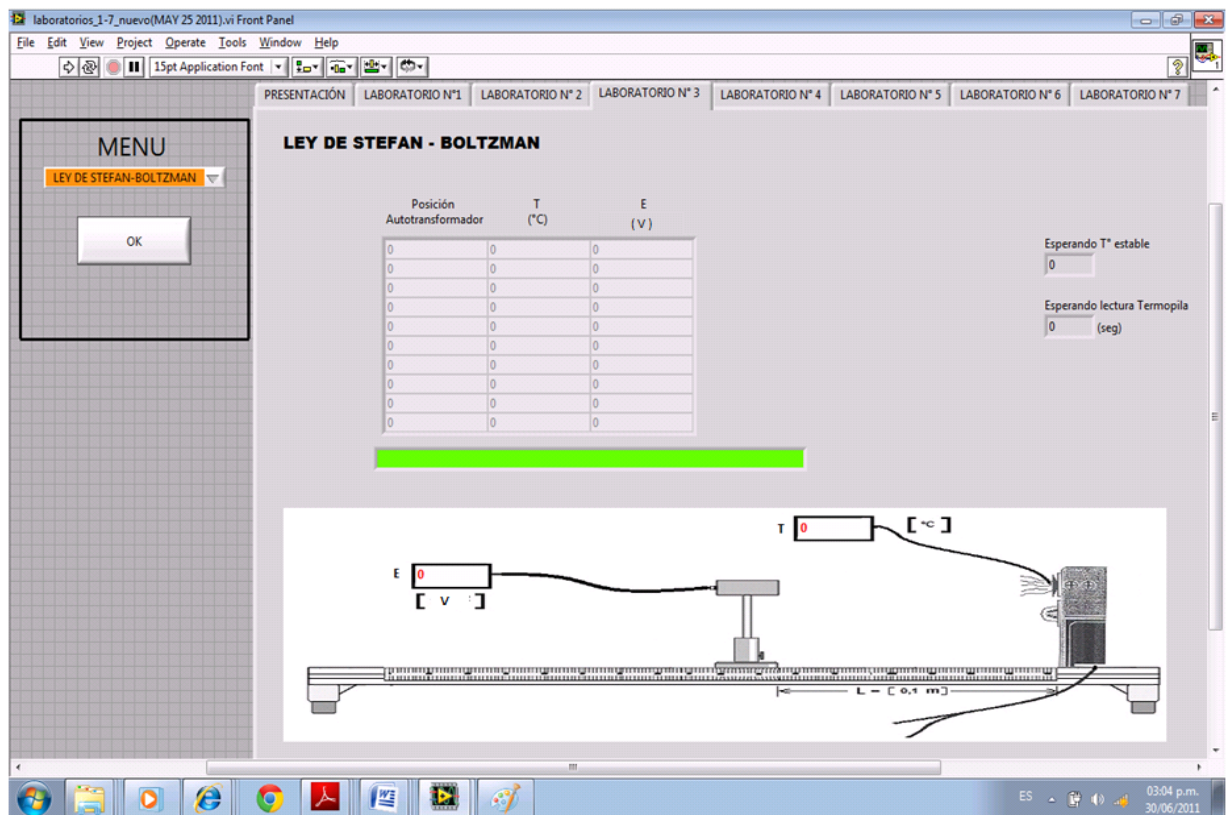 laboratorios_1-7_nuevo(MAY 25 2011).vi Front Panel
File Edit View Project Operate Tools Window Help
15pt Application Font
1
PRESENTACIÓN LABORATORIO N°1 LABORATORIO N° 2 LABORATORIO N° 3 LABORATORIO N° 4 LABORATORIO N° 5 LABORATORIO N° 6 LABORATORIO N° 7
MENU
LEY DE STEFAN-BOLTZMAN
OK
LEY DE STEFAN - BOLTZMAN
Posición Autotransformador
T (°C)
E (V)
0 0 0
0 0 0
0 0 0
0 0 0
0 0 0
0 0 0
0 0 0
0 0 0
0 0 0
0 0 0
Esperando T° estable
0
Esperando lectura Termopila
0 (seg)
T 0 [ °C ]
E 0
[ V ]
L = [ 0,1 m]
ES
03:04 p.m.
30/06/2011